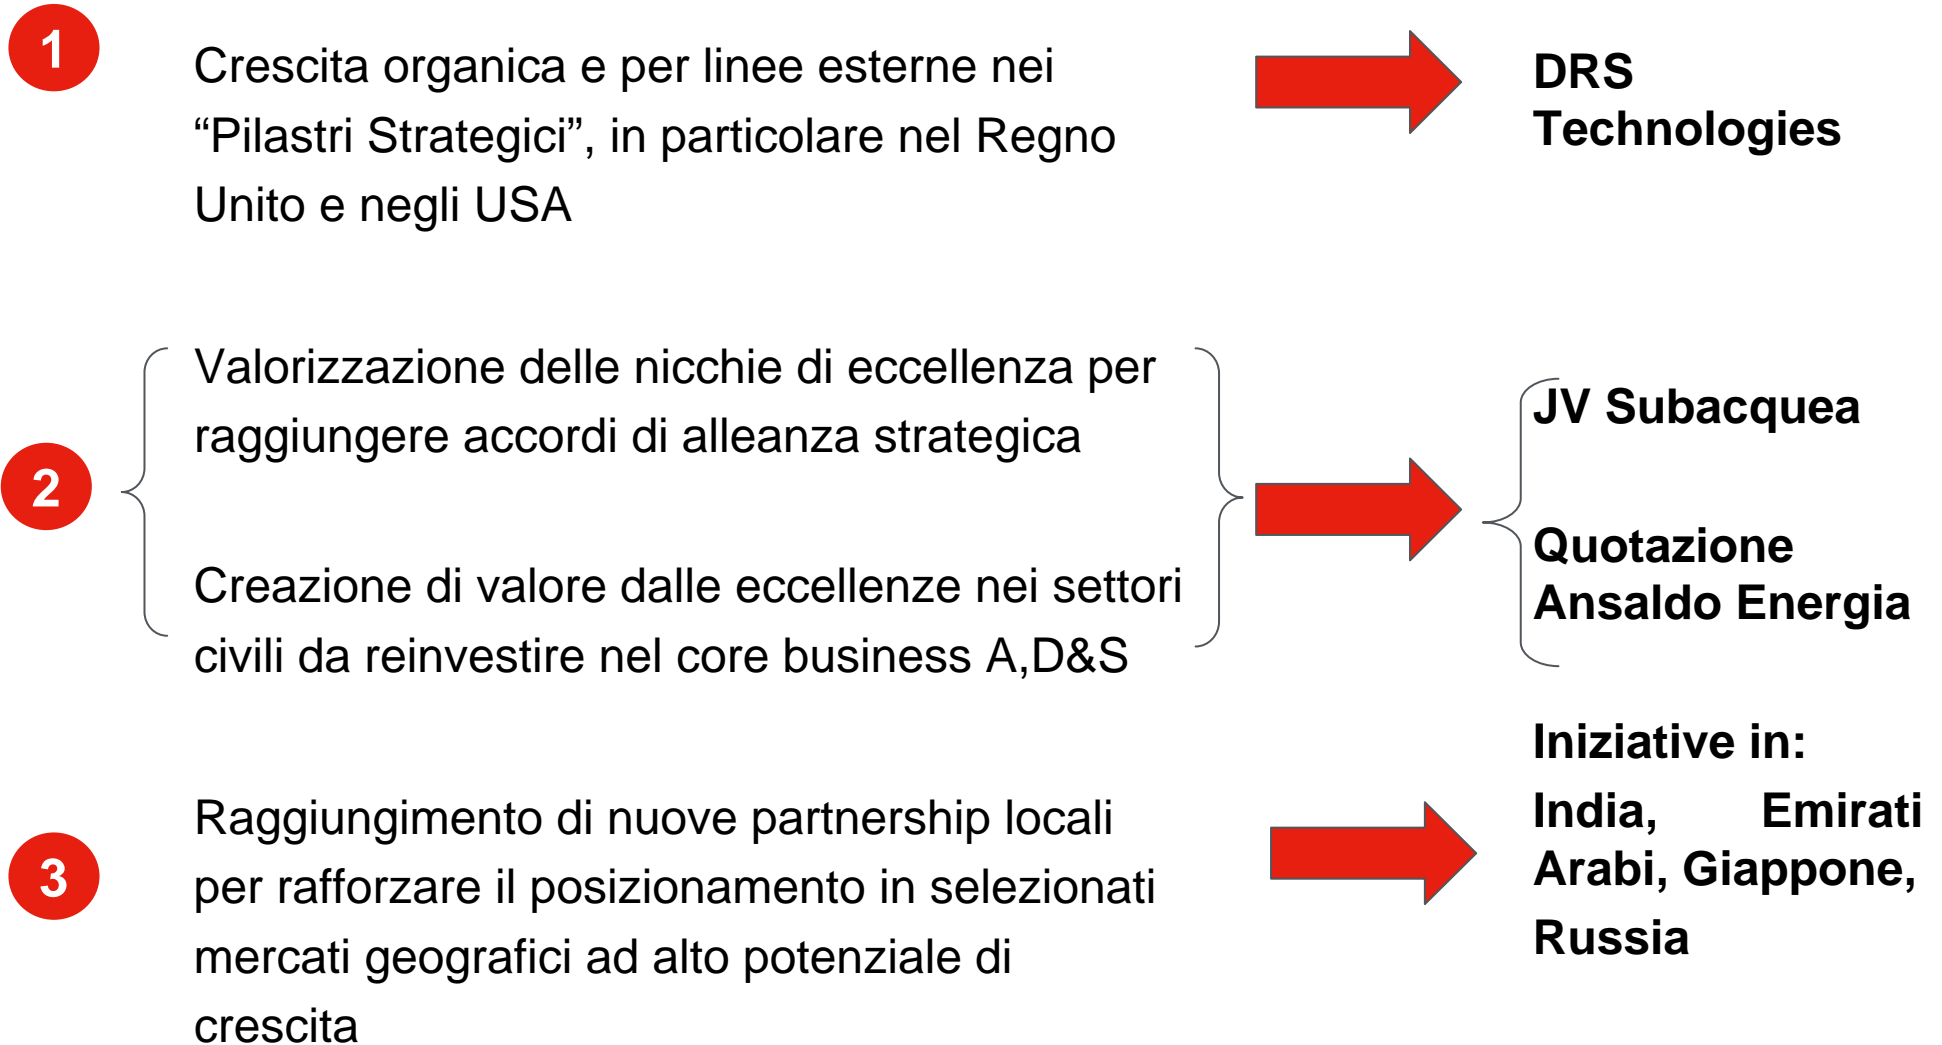 1
Crescita organica e per linee esterne nei
“Pilastri Strategici”, in particolare nel Regno
Unito e negli USA
DRS
Technologies
2
Valorizzazione delle nicchie di eccellenza per
raggiungere accordi di alleanza strategica
Creazione di valore dalle eccellenze nei settori
civili da reinvestire nel core business A,D&S
JV Subacquea
Quotazione
Ansaldo Energia
3
Raggiungimento di nuove partnership locali
per rafforzare il posizionamento in selezionati
mercati geografici ad alto potenziale di
crescita
Iniziative in:
India, Emirati
Arabi, Giappone,
Russia